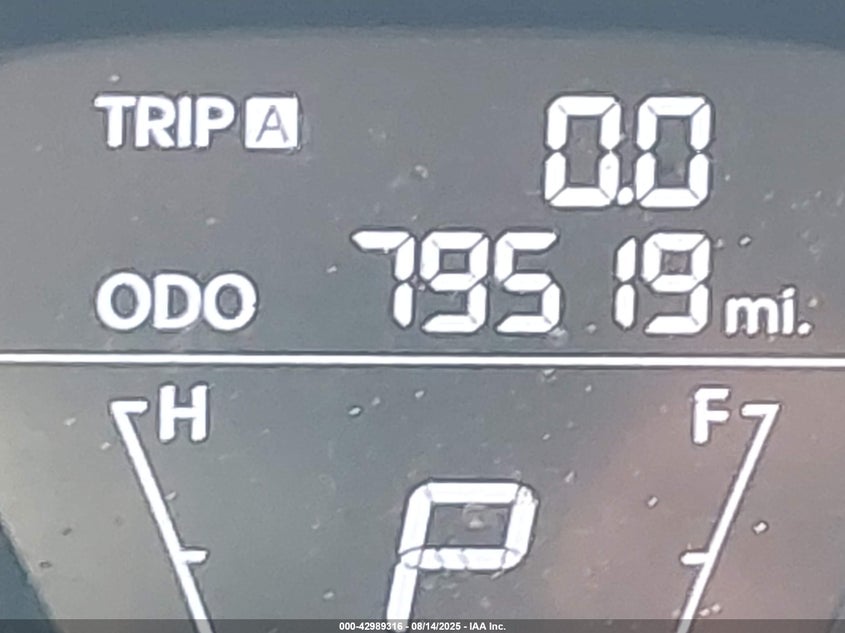 TRIP A 0.0
ODO 79519 mi.
H F
P
000-42989316 - 08/14/2025 - IAA Inc.